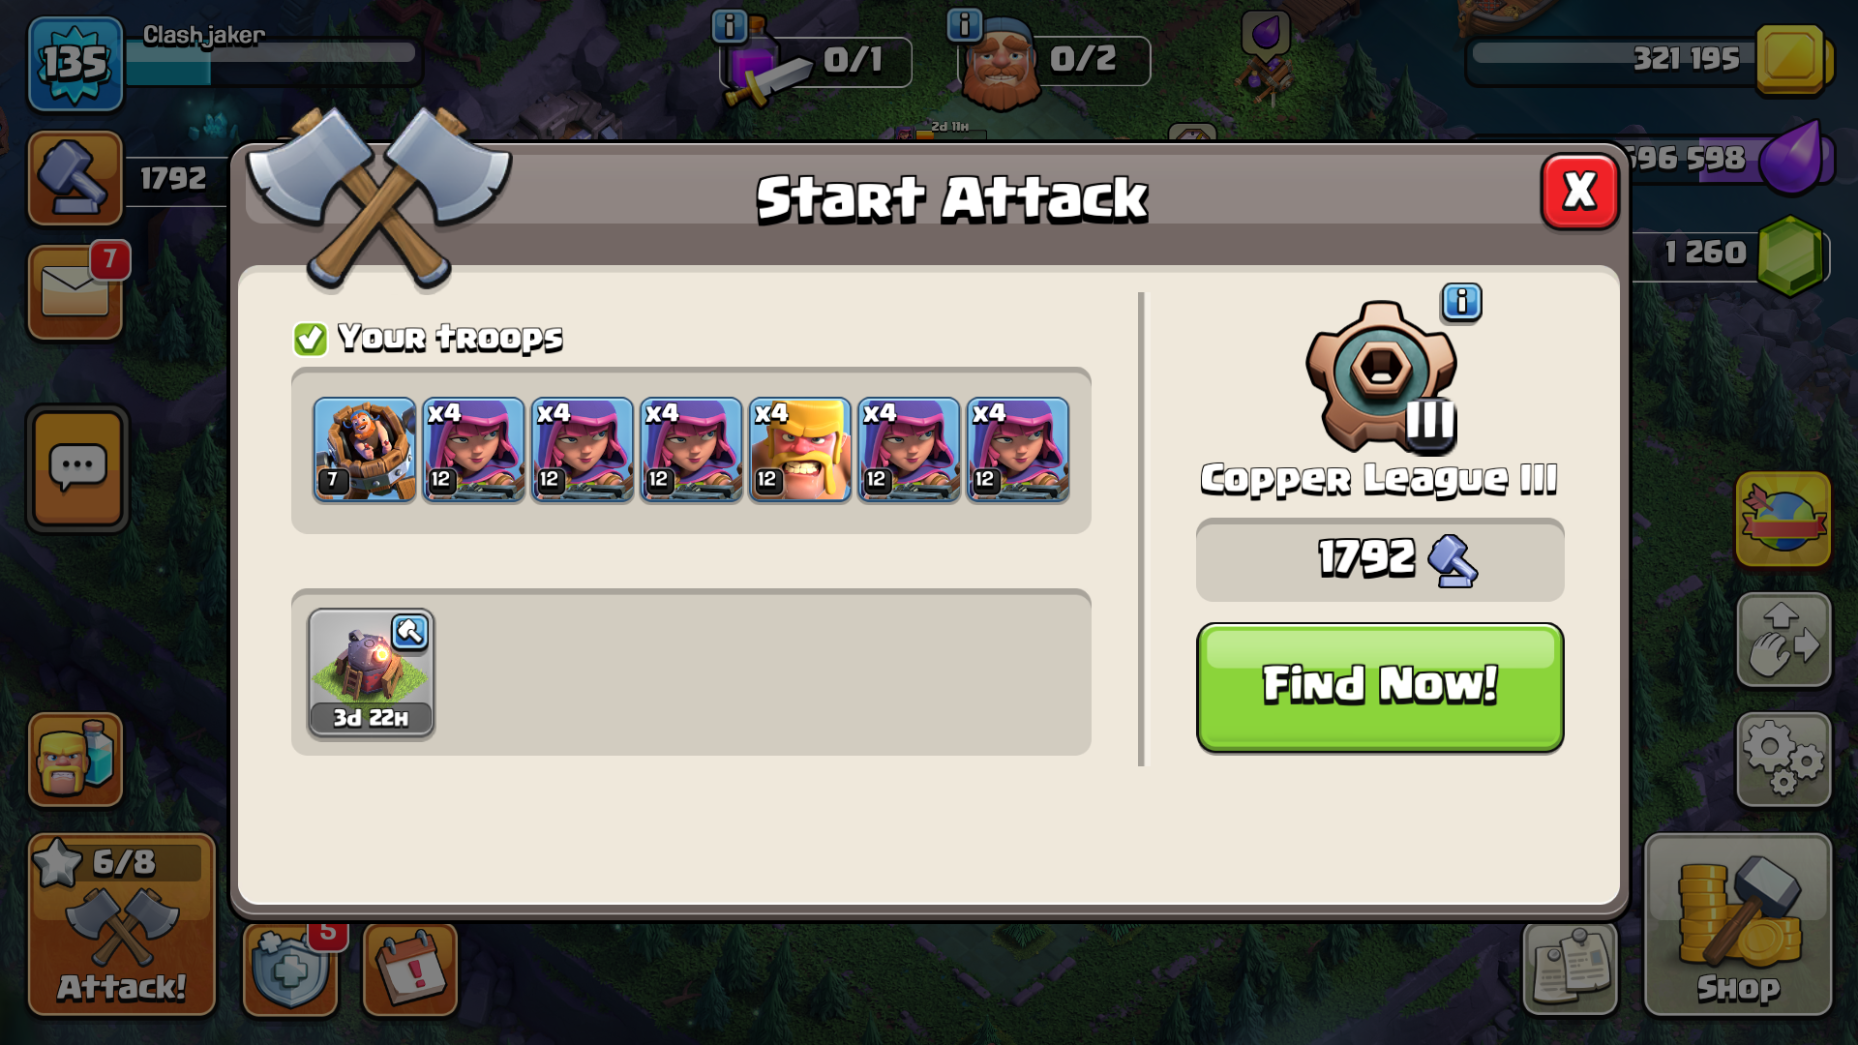 135
Clash jaker
0/1
0/2
321 195
2d 11h
1792
Start Attack
X
596 598
7
1 260
Your troops
x4
x4
x4
x4
x4
x4
7
12
12
12
12
12
12
III
Copper League III
1792
Find Now!
3d 22h
6/8
Attack!
5
Shop